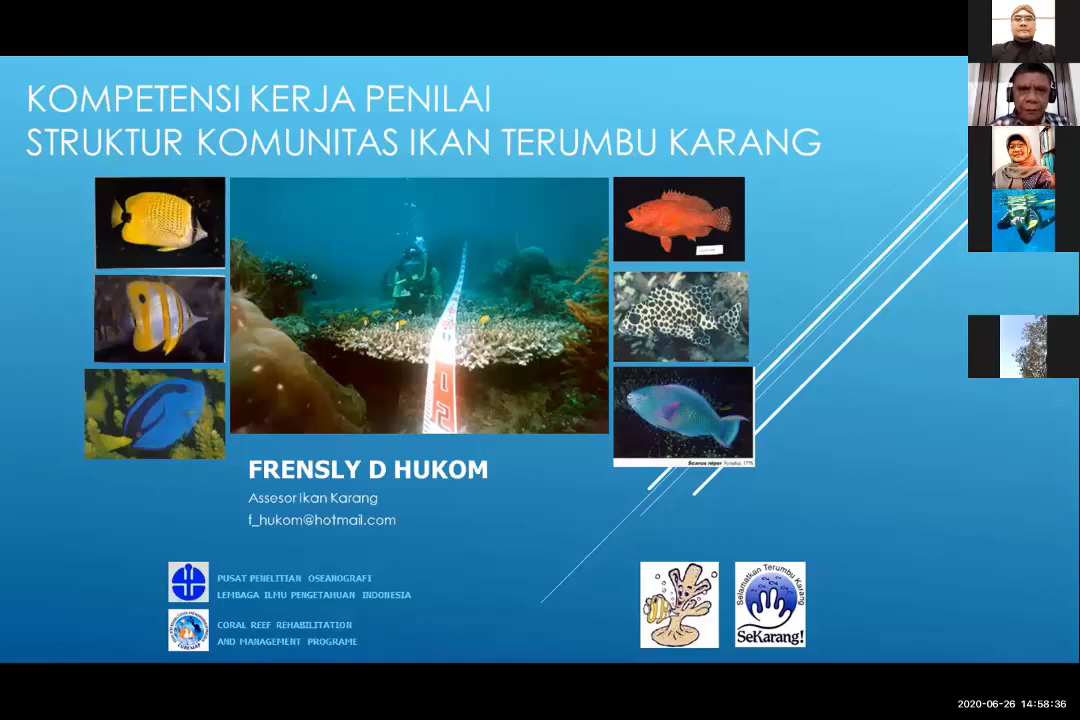 KOMPETENSI KERJA PENILAI
STRUKTUR KOMUNITAS IKAN TERUMBU KARANG
FRENSLY D HUKOM
Assesor Ikan Karang
f_hukom@hotmail.com
PUSAT PENELITIAN OSEANOGRAFI
LEMBAGA ILMU PENGETAHUAN INDONESIA
CORAL REEF REHABILITATION
AND MANAGEMENT PROGRAME
Selamatkan Terumbu Karang
SeKarang!
2020-06-26 14:58:36